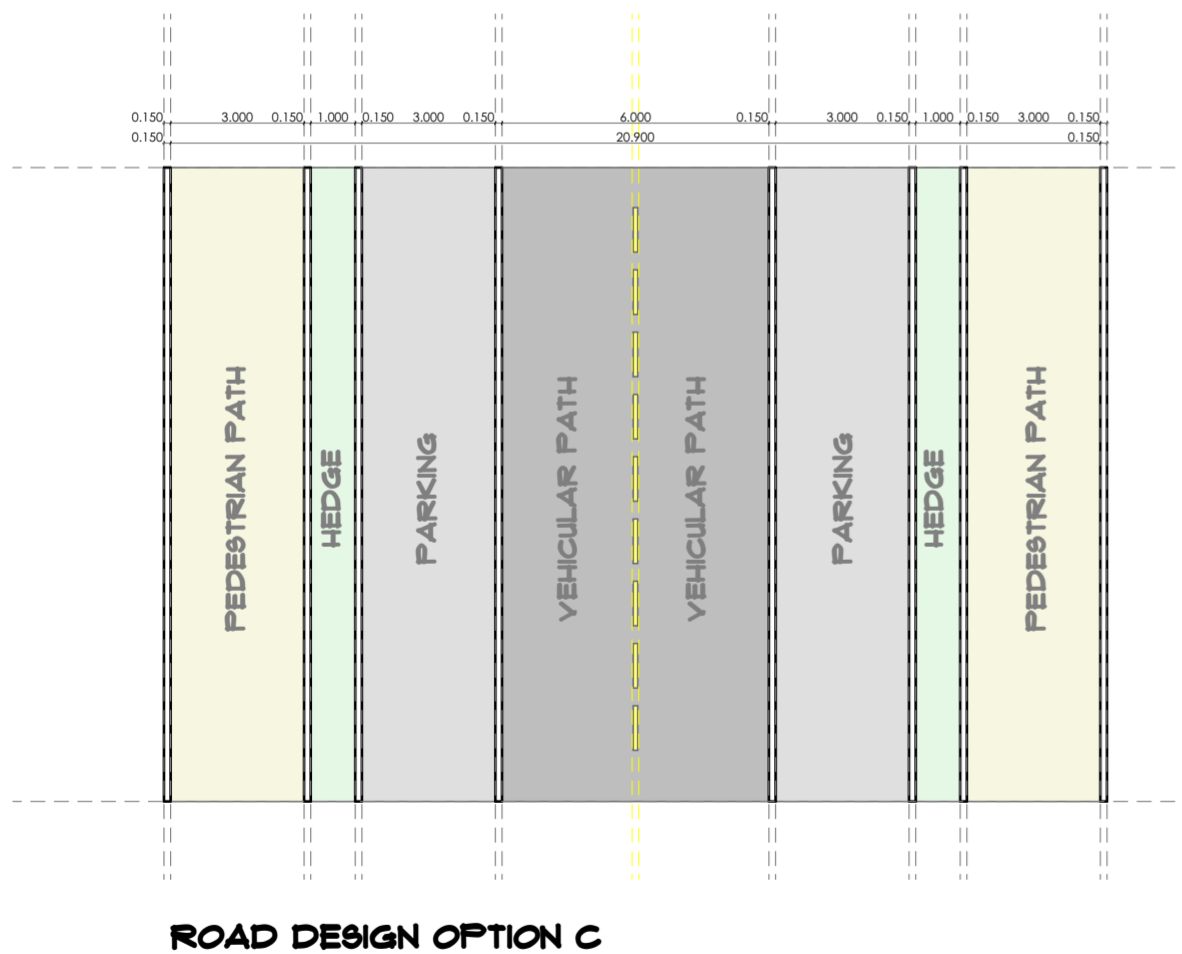 0.150 3.000 0.150 1.000 0.150 3.000 0.150 6.000 0.150 3.000 0.150 1.000 0.150 3.000 0.150
0.150 20.900 0.150
PEDESTRIAN PATH
HEDGE
PARKING
VEHICULAR PATH
VEHICULAR PATH
PARKING
HEDGE
PEDESTRIAN PATH
ROAD DESIGN OPTION C